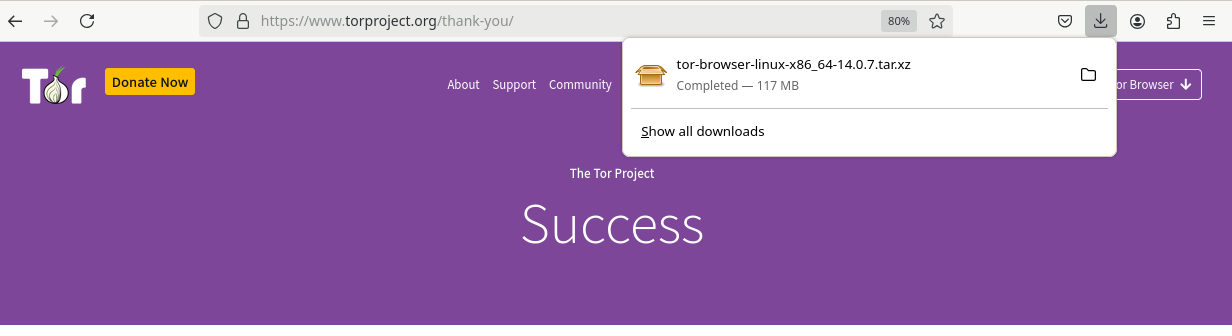 https://www.torproject.org/thank-you/
80%
tor-browser-linux-x86_64-14.0.7.tar.xz
Completed — 117 MB
Show all downloads
Tor
Donate Now
About Support Community
or Browser
The Tor Project
Success